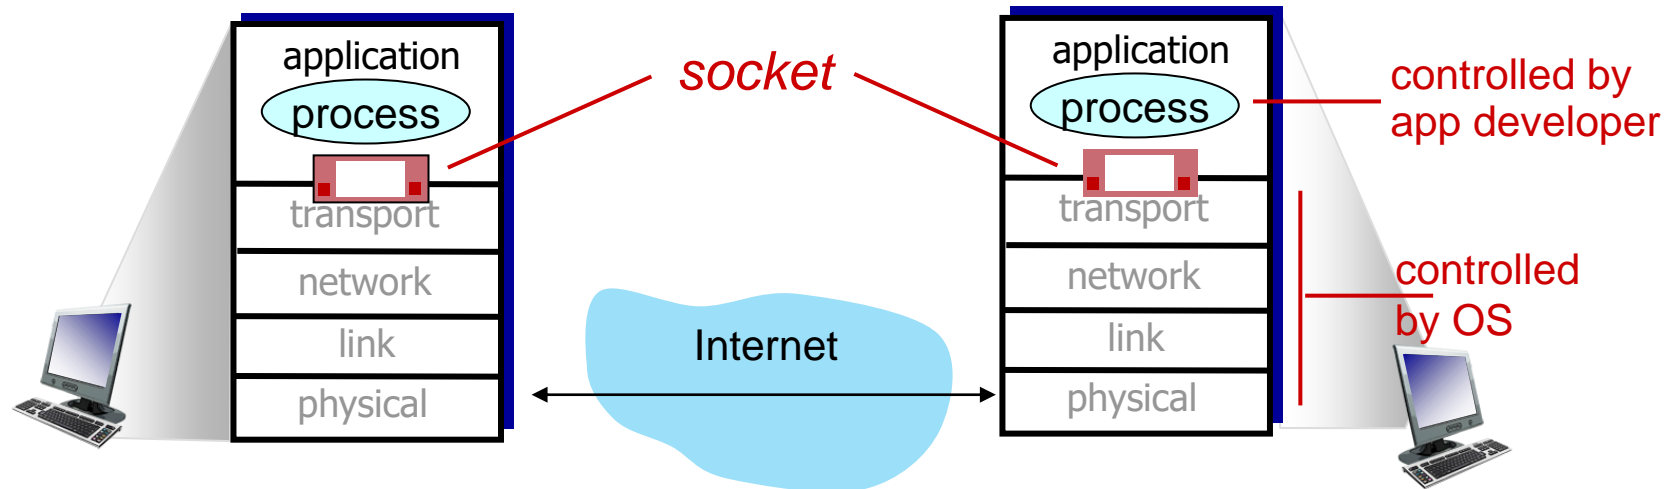 application
process
transport
network
link
physical
socket
Internet
application
process
transport
network
link
physical
controlled by
app developer
controlled
by OS